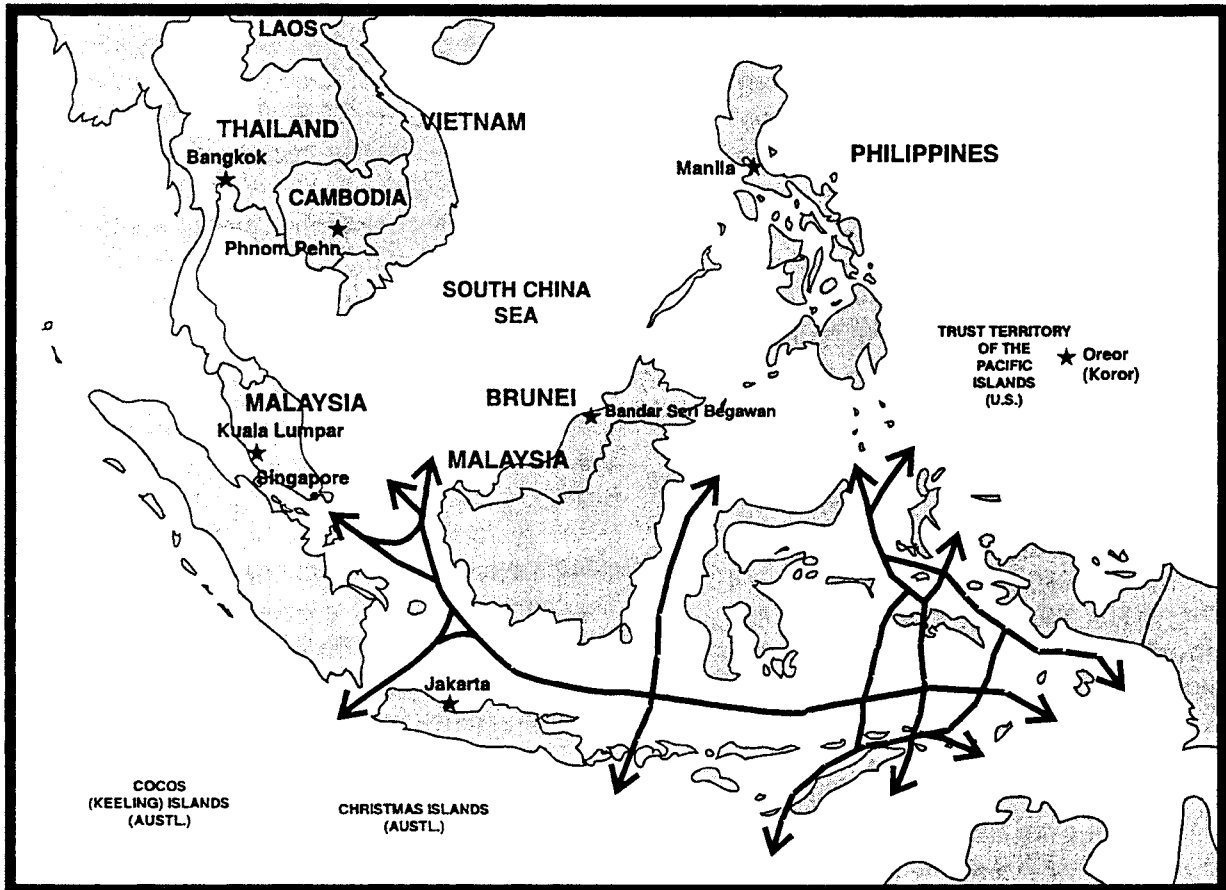 LAOS
THAILAND
VIETNAM
Bangkok
CAMBODIA
Phnom Pehn
Manila
PHILIPPINES
SOUTH CHINA
SEA
TRUST TERRITORY
OF THE
PACIFIC
ISLANDS
(U.S.)
Oreor
(Koror)
MALAYSIA
Kuala Lumpar
Singapore
BRUNEI
Bandar Seri Begawan
MALAYSIA
Jakarta
COCOS
(KEELING) ISLANDS
(AUSTL.)
CHRISTMAS ISLANDS
(AUSTL.)